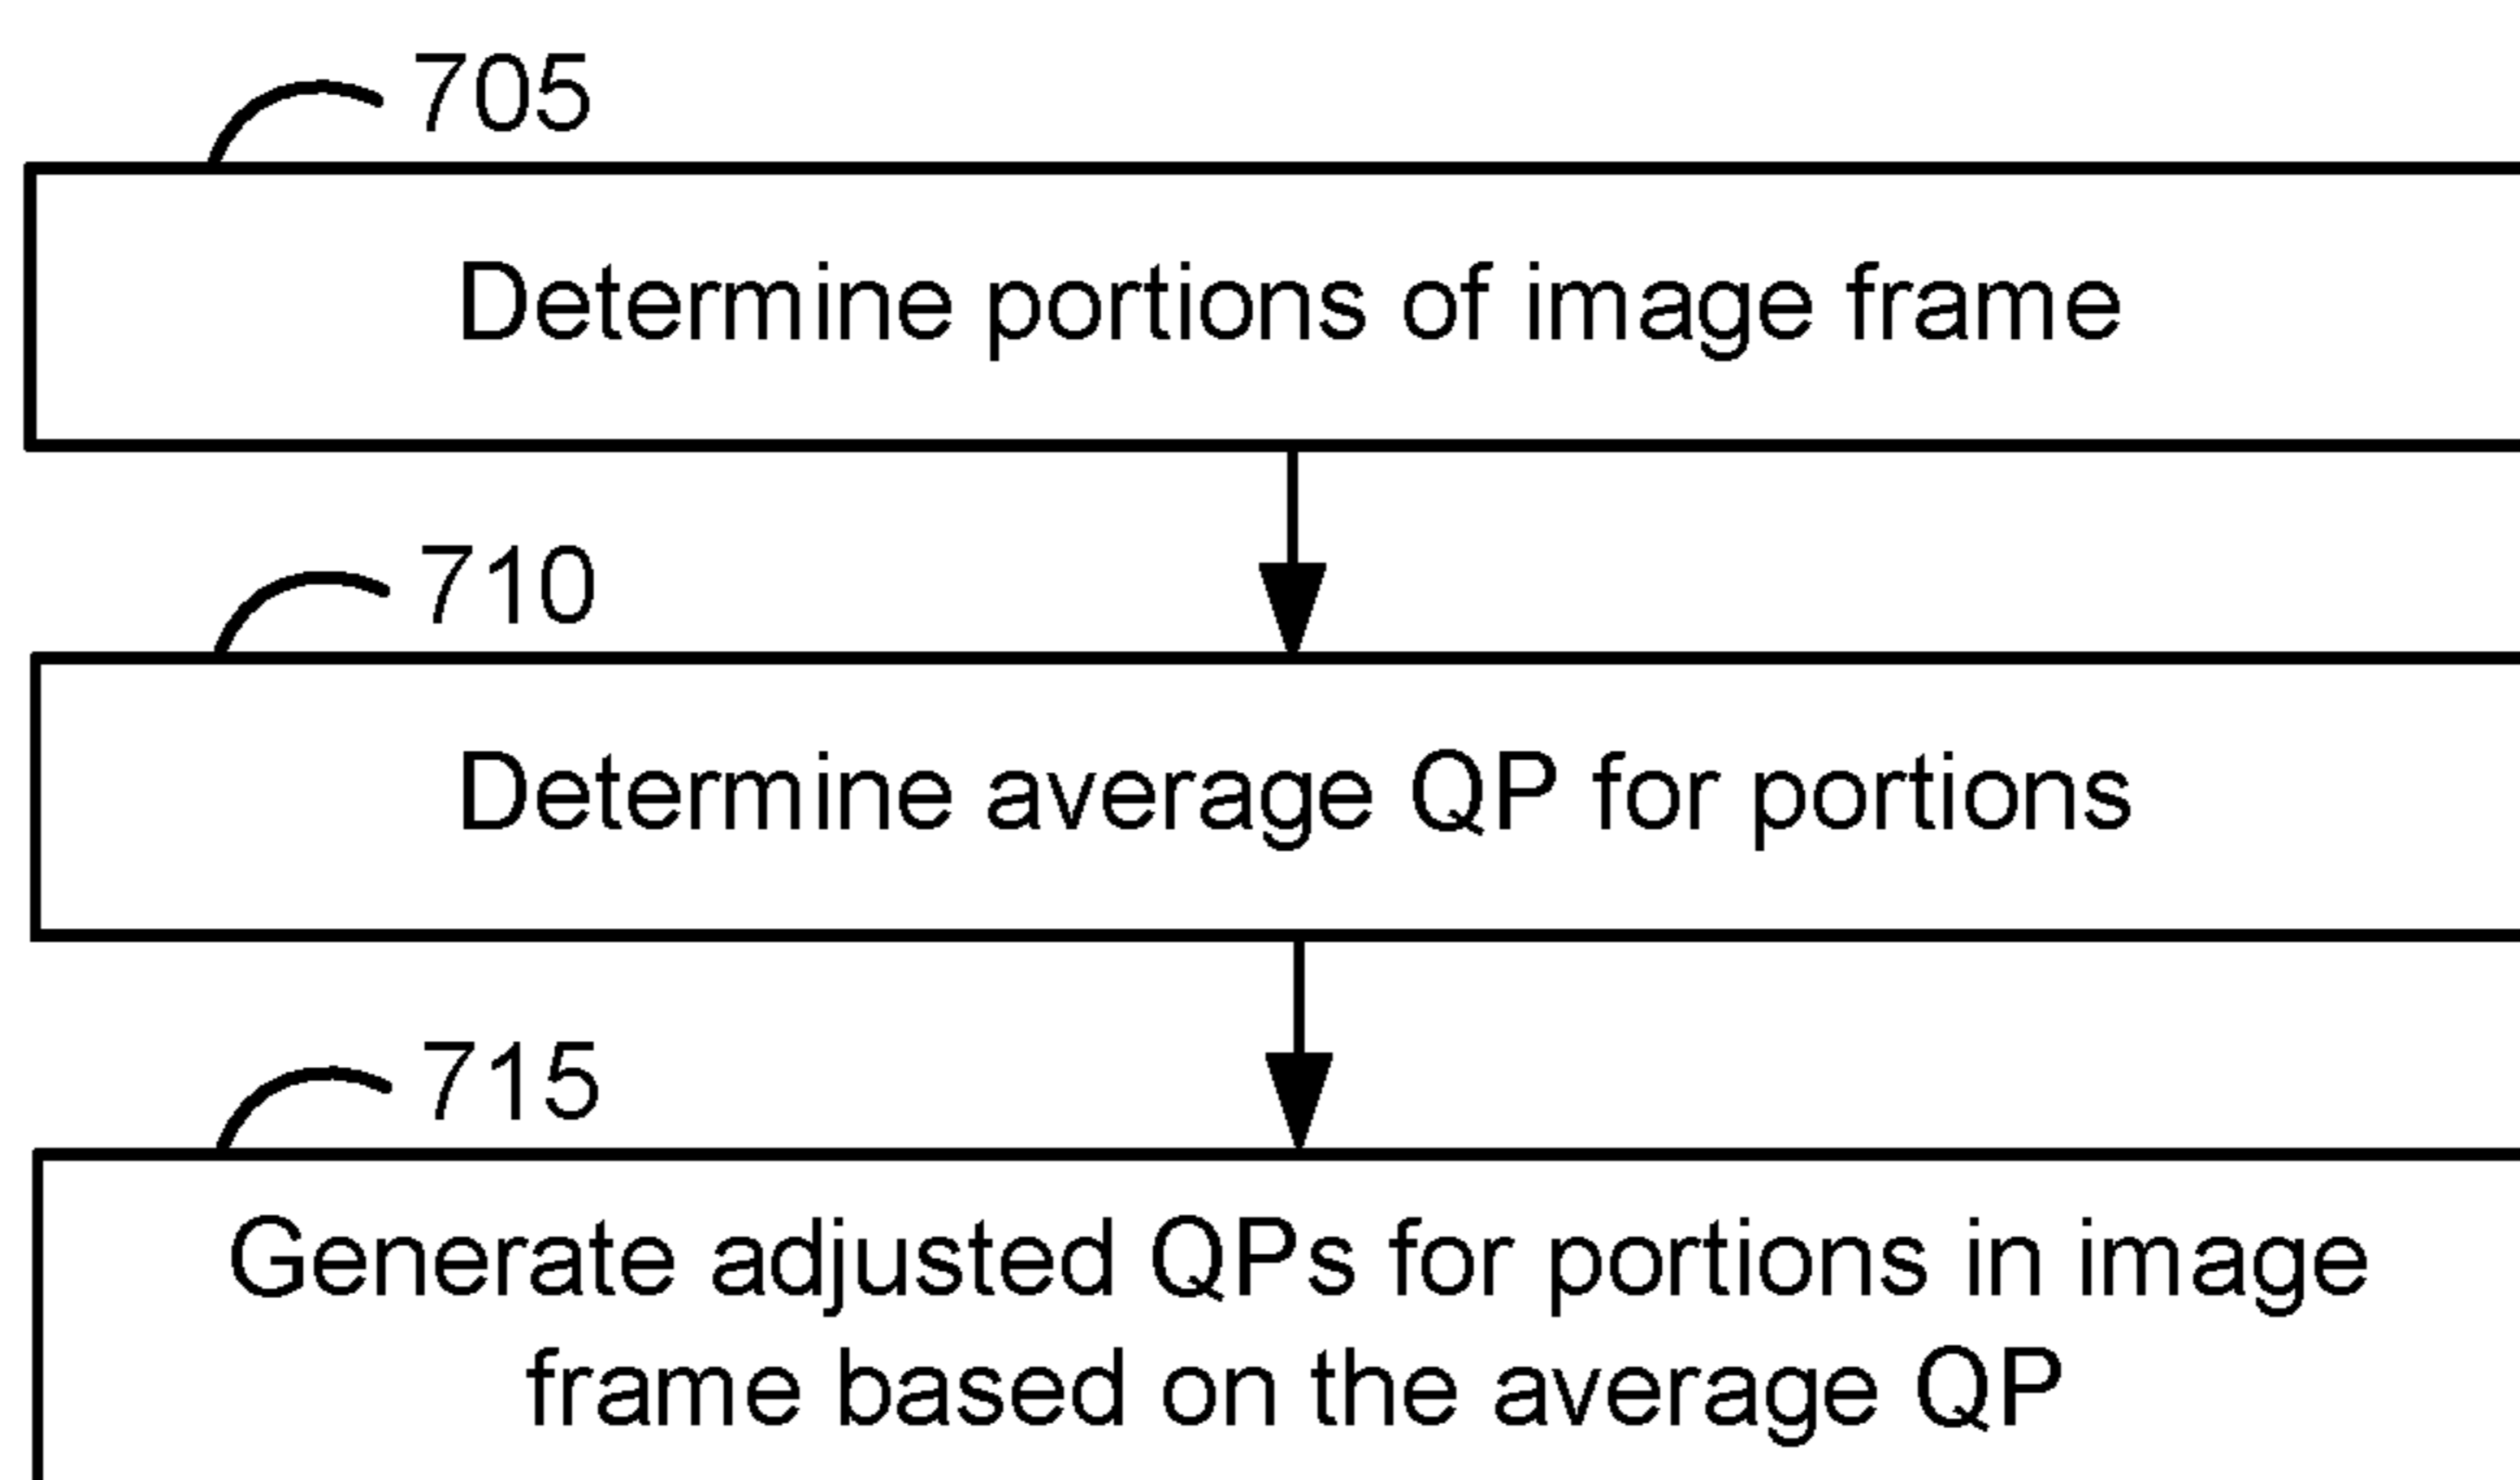 705
Determine portions of image frame
710
Determine average QP for portions
715
Generate adjusted QPs for portions in image
frame based on the average QP